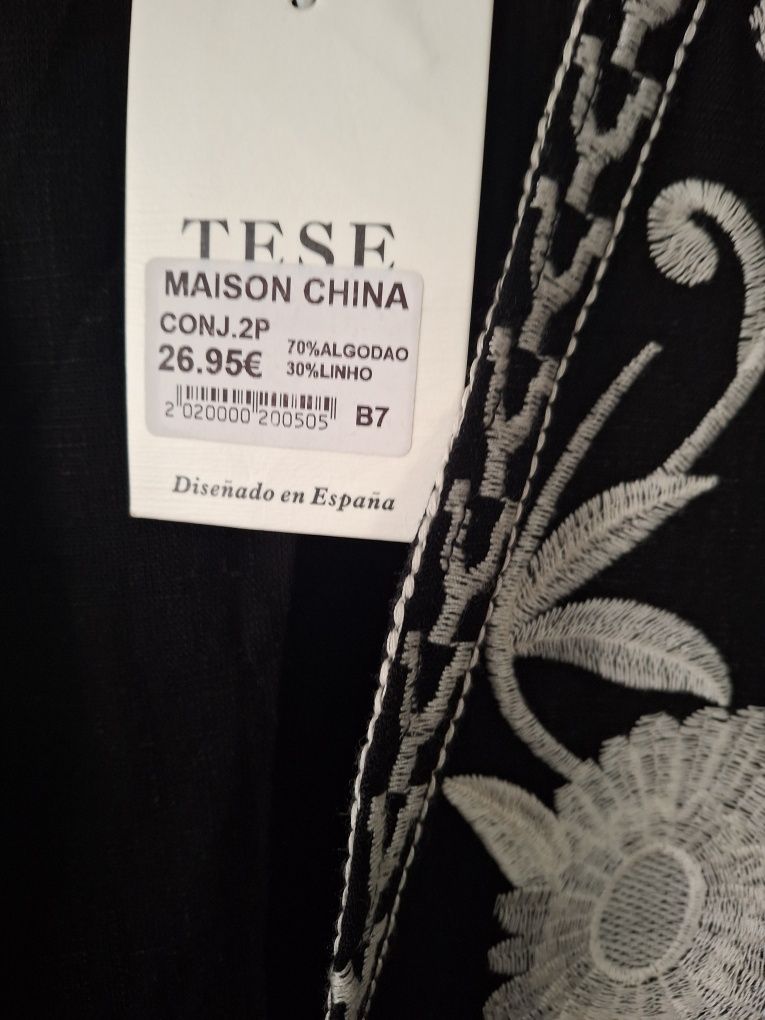 TESE
MAISON CHINA
CONJ.2P
26.95€
70%ALGODAO
30%LINHO
2 020000 200505
B7
Diseñado en España